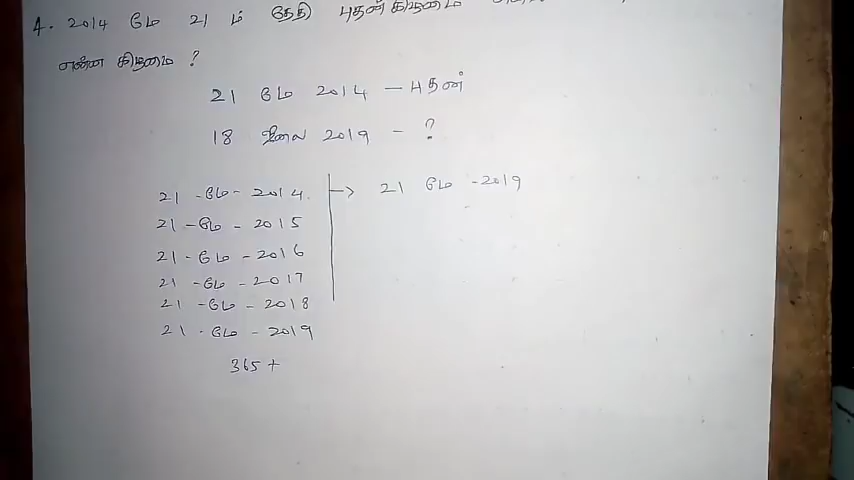 4. 2014 மே 21 ம் தேதி புதன் கிழமை
என்ன கிழமை ?
21 மே 2014 – புதன்
18 ஜீலை 2019 – ?
21 -மே- 2014 → 21 மே -2019
21 -மே - 2015
21 - மே - 2016
21 -மே - 2017
21 -மே - 2018
21 - மே - 2019
365 +